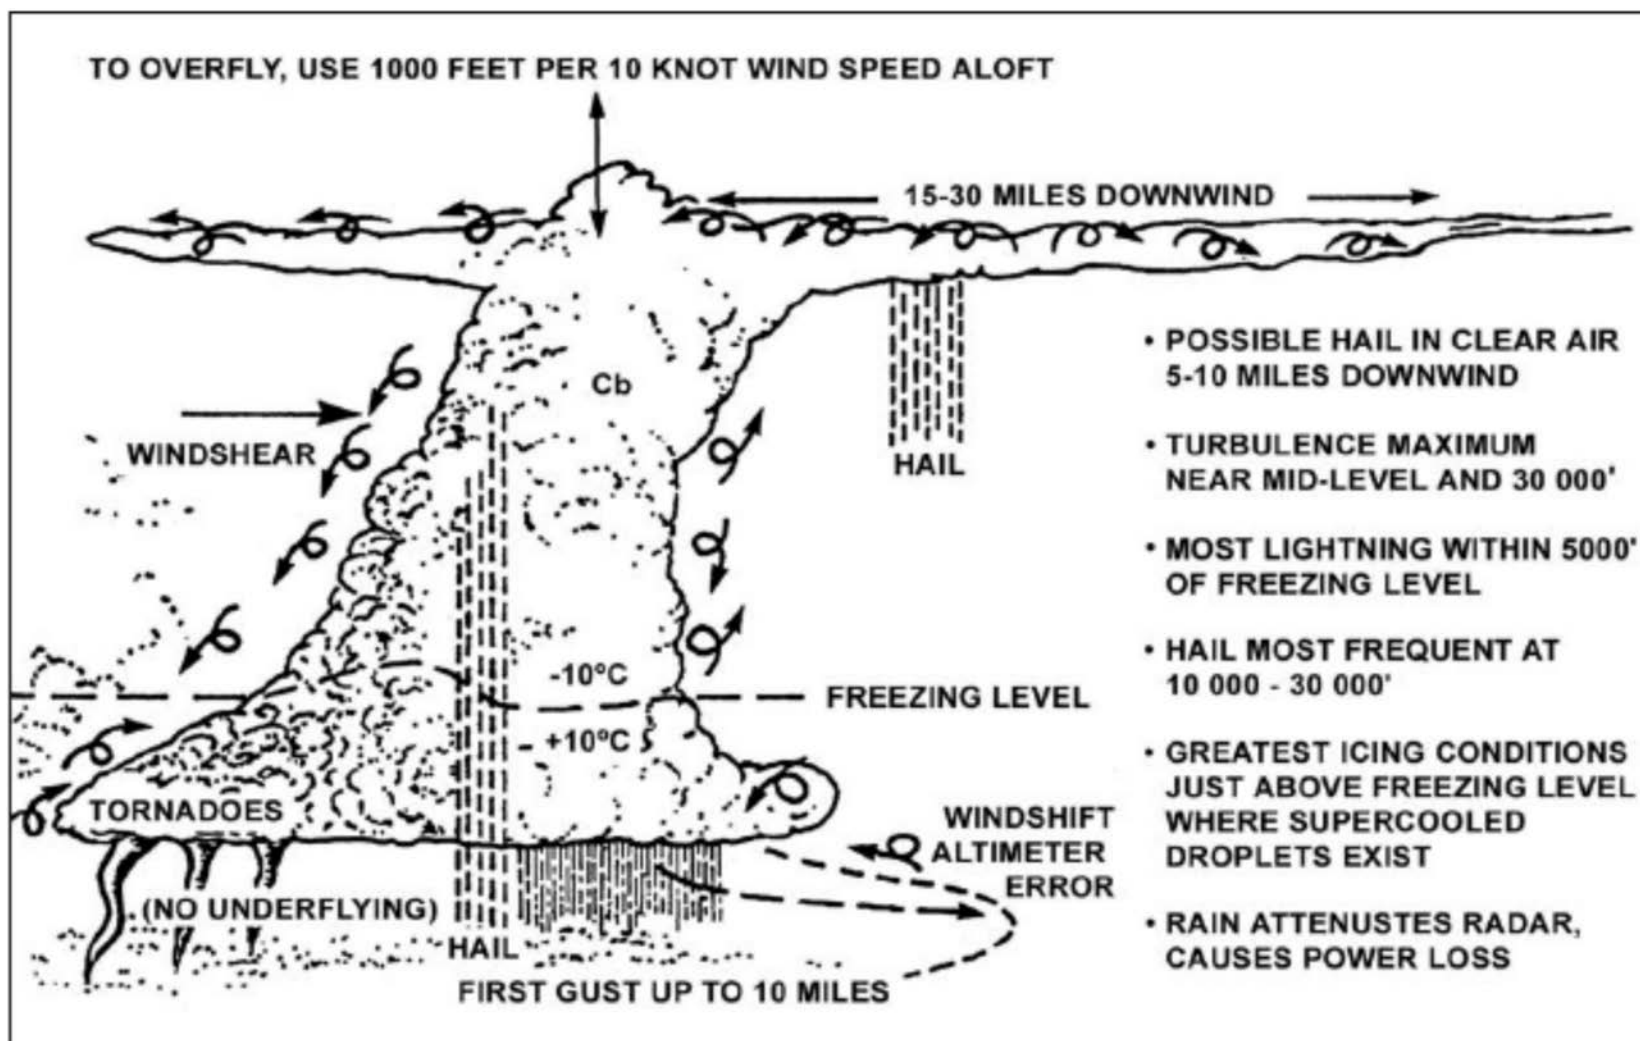 TO OVERFLY, USE 1000 FEET PER 10 KNOT WIND SPEED ALOFT
15-30 MILES DOWNWIND
Cb
WINDSHEAR
HAIL
-10ºC
FREEZING LEVEL
+10ºC
TORNADOES
WINDSHIFT
ALTIMETER
ERROR
(NO UNDERFLYING)
HAIL
FIRST GUST UP TO 10 MILES
• POSSIBLE HAIL IN CLEAR AIR
5-10 MILES DOWNWIND
• TURBULENCE MAXIMUM
NEAR MID-LEVEL AND 30 000'
• MOST LIGHTNING WITHIN 5000'
OF FREEZING LEVEL
• HAIL MOST FREQUENT AT
10 000 - 30 000'
• GREATEST ICING CONDITIONS
JUST ABOVE FREEZING LEVEL
WHERE SUPERCOOLED
DROPLETS EXIST
• RAIN ATTENUSTES RADAR,
CAUSES POWER LOSS